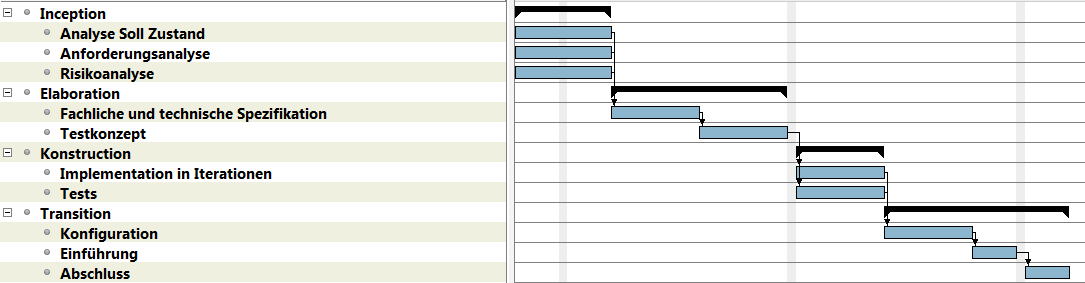 Inception
Analyse Soll Zustand
Anforderungsanalyse
Risikoanalyse
Elaboration
Fachliche und technische Spezifikation
Testkonzept
Konstruction
Implementation in Iterationen
Tests
Transition
Konfiguration
Einführung
Abschluss